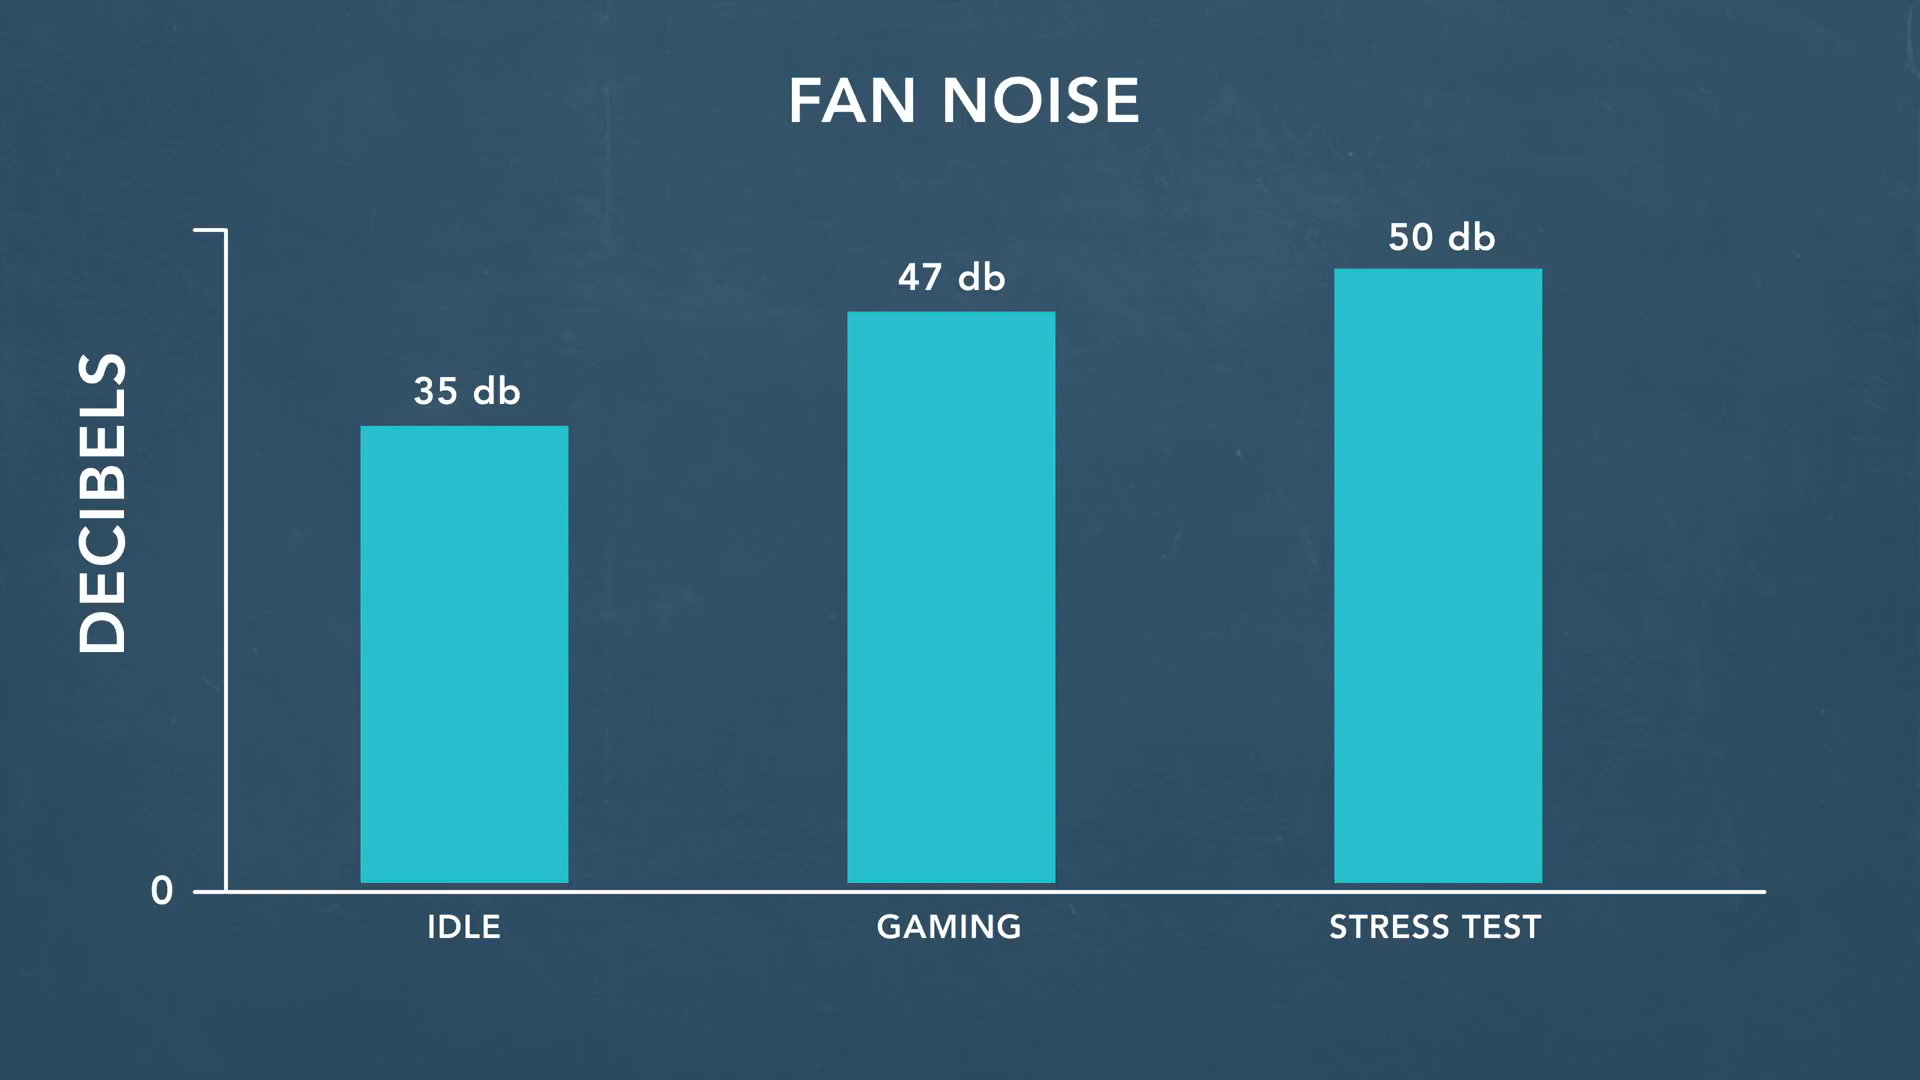 FAN NOISE
DECIBELS
35 db
47 db
50 db
0
IDLE
GAMING
STRESS TEST